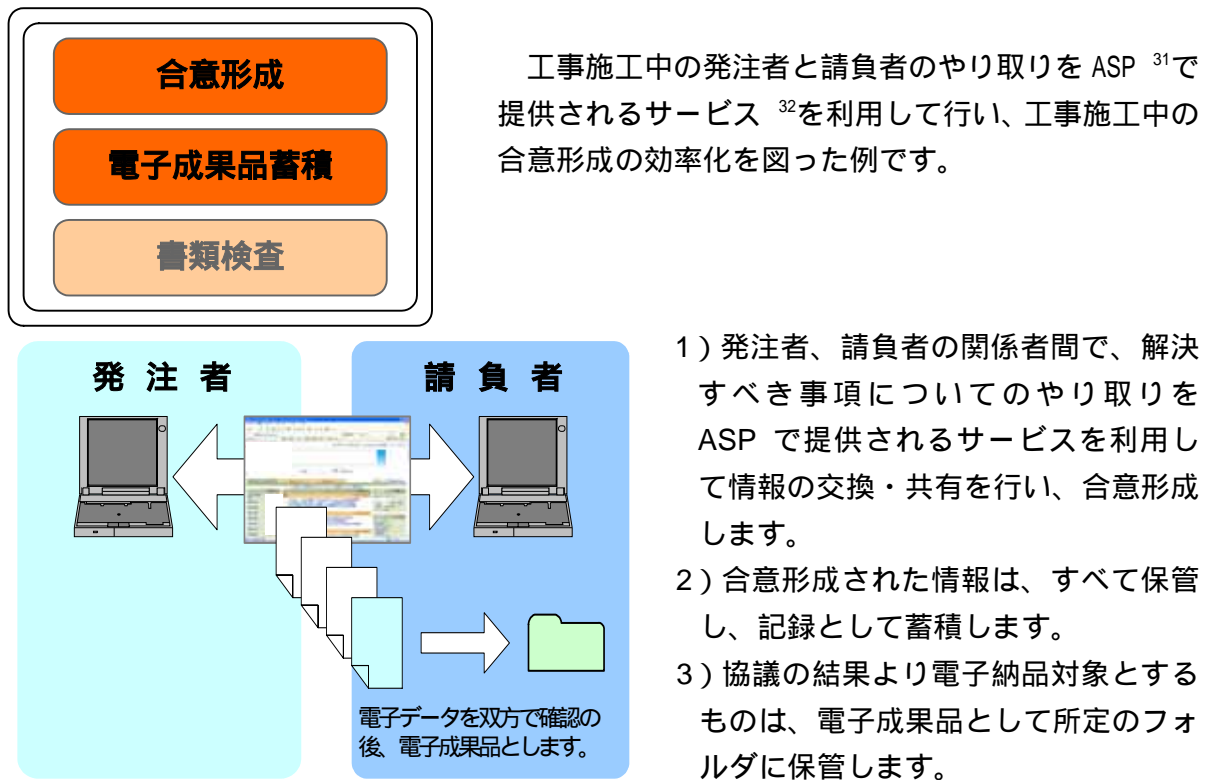 合意形成
電子成果品蓄積
書類検査
工事施工中の発注者と請負者のやり取りを ASP 31で
提供されるサービス 32を利用して行い、工事施工中の
合意形成の効率化を図った例です。
発 注 者
請 負 者
電子データを双方で確認の
後、電子成果品とします。
1）発注者、請負者の関係者間で、解決
すべき事項についてのやり取りを
ASP で提供されるサービスを利用し
て情報の交換・共有を行い、合意形成
します。
2）合意形成された情報は、すべて保管
し、記録として蓄積します。
3）協議の結果より電子納品対象とする
ものは、電子成果品として所定のフォ
ルダに保管します。